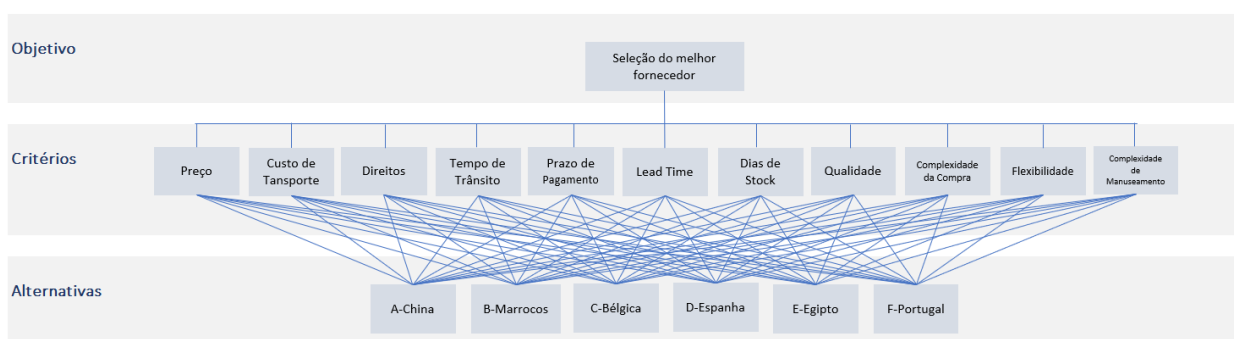 Objetivo
Seleção do melhor
fornecedor
Critérios
Preço
Custo de
Tansporte
Direitos
Tempo de
Trânsito
Prazo de
Pagamento
Lead Time
Dias de
Stock
Qualidade
Complexidade
da Compra
Flexibilidade
Complexidade
de
Manuseamento
Alternativas
A-China
B-Marrocos
C-Bélgica
D-Espanha
E-Egipto
F-Portugal